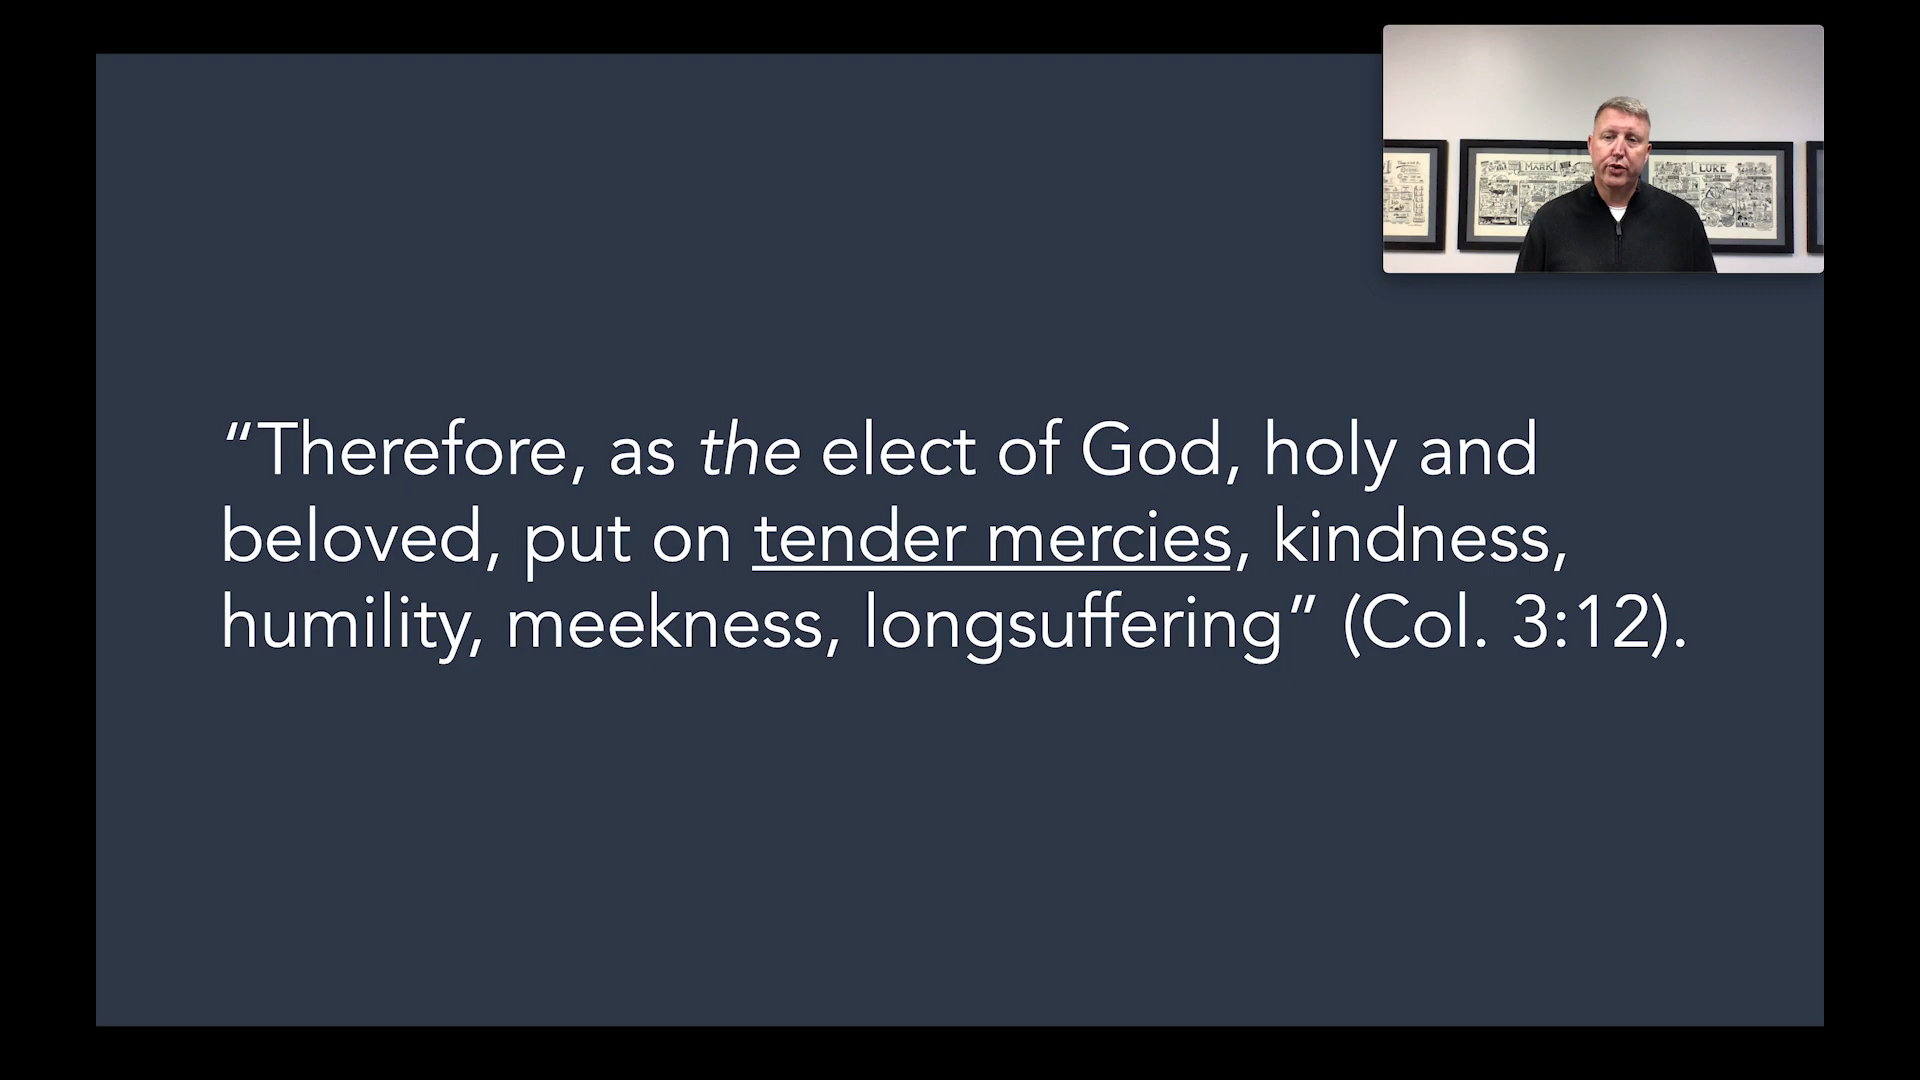 MARK
LUKE
“Therefore, as the elect of God, holy and
beloved, put on tender mercies, kindness,
humility, meekness, longsuffering” (Col. 3:12).